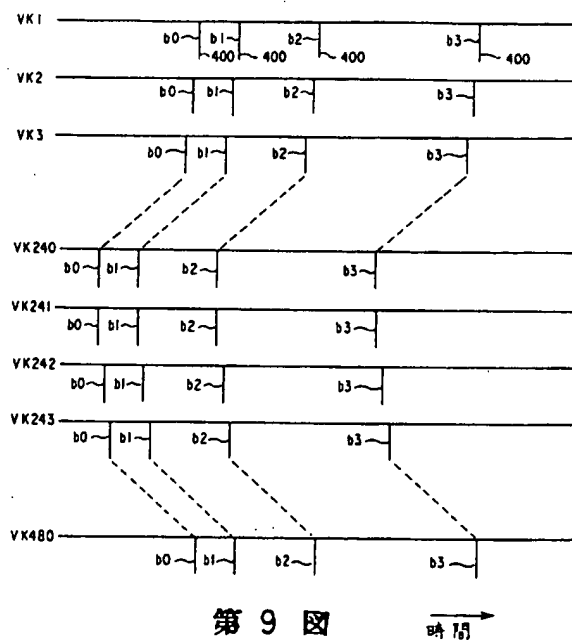 VK1
b0 b1 b2 b3
400 400 400 400
VK2
b0 b1 b2 b3
VK3
b0 b1 b2 b3
VK240
b0 b1 b2 b3
VK241
b0 b1 b2 b3
VK242
b0 b1 b2 b3
VK243
b0 b1 b2 b3
VK480
b0 b1 b2 b3
第 9 図
時間